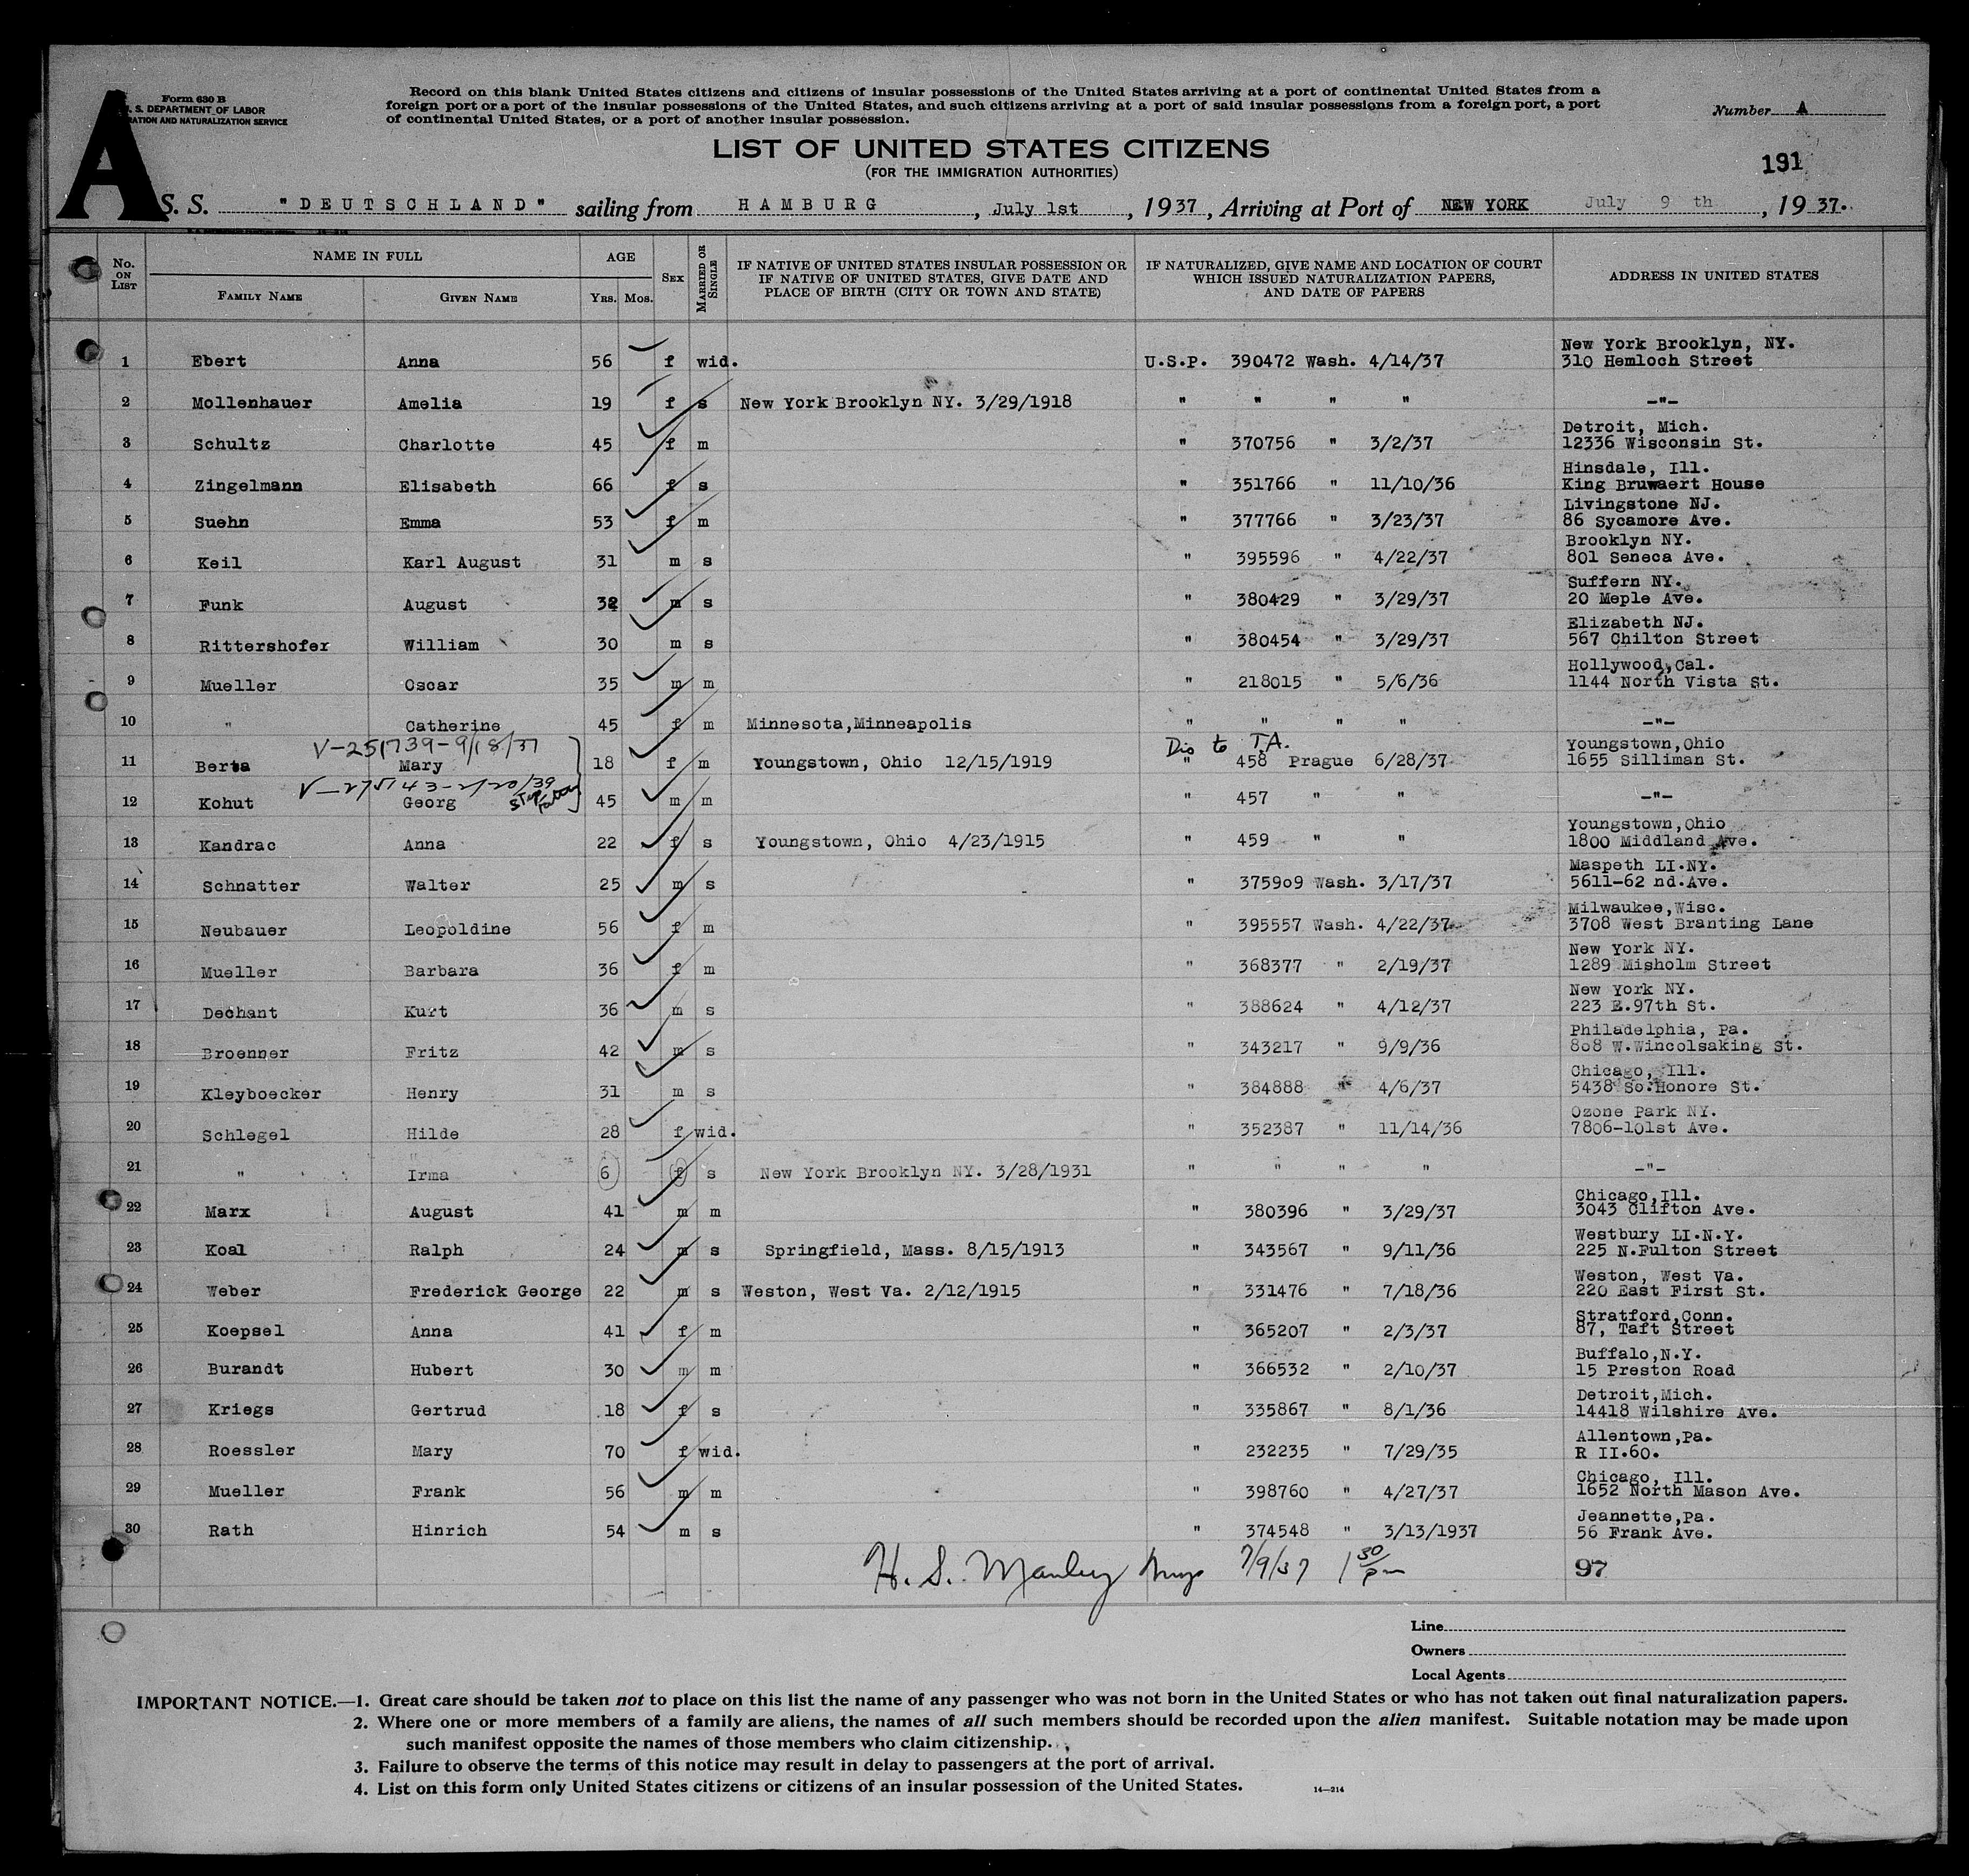 A
Form 630 B
U. S. DEPARTMENT OF LABOR
RATION AND NATURALIZATION SERVICE
Record on this blank United States citizens and citizens of insular possessions of the United States arriving at a port of continental United States from a
foreign port or a port of the insular possessions of the United States, and such citizens arriving at a port of said insular possessions from a foreign port, a port
of continental United States, or a port of another insular possession.
Number A
LIST OF UNITED STATES CITIZENS
(FOR THE IMMIGRATION AUTHORITIES)
191
S. S. "DEUTSCHLAND" sailing from HAMBURG, July 1st, 1937, Arriving at Port of NEW YORK July 9 th, 1937.
No. ON LIST
NAME IN FULL
FAMILY NAME GIVEN NAME
AGE
YRS. MOS.
SEX
MARRIED OR SINGLE
IF NATIVE OF UNITED STATES INSULAR POSSESSION OR
IF NATIVE OF UNITED STATES, GIVE DATE AND
PLACE OF BIRTH (CITY OR TOWN AND STATE)
IF NATURALIZED, GIVE NAME AND LOCATION OF COURT
WHICH ISSUED NATURALIZATION PAPERS,
AND DATE OF PAPERS
ADDRESS IN UNITED STATES
New York Brooklyn, NY.
1 Ebert Anna 56 f wid. U.S.P. 390472 Wash. 4/14/37 310 Hemloch Street
2 Mollenhauer Amelia 19 f s New York Brooklyn NY. 3/29/1918 " " " " -"-
Detroit, Mich.
3 Schultz Charlotte 45 f m " 370756 " 3/2/37 12336 Wisconsin St.
Hinsdale, Ill.
4 Zingelmann Elisabeth 66 f s " 351766 " 11/10/36 King Bruwaert House
Livingstone NJ.
5 Suehn Emma 53 f m " 377766 " 3/23/37 86 Sycamore Ave.
Brooklyn NY.
6 Keil Karl August 31 m s " 395596 " 4/22/37 801 Seneca Ave.
Suffern NY.
7 Funk August m s " 380429 " 3/29/37 20 Meple Ave.
Elizabeth NJ.
8 Rittershofer William 30 m s " 380454 " 3/29/37 567 Chilton Street
Hollywood, Cal.
9 Mueller Oscar 35 m m " 218015 " 5/6/36 1144 North Vista St.
10 " Catherine 45 f m Minnesota, Minneapolis " " " " -"-
V-251739-9/18/37 Dis to T.A. Youngstown, Ohio
11 Berta Mary 18 f m Youngstown, Ohio 12/15/1919 " 458 Prague 6/28/37 1655 Silliman St.
12 Kohut Georg 45 m m " 457 " " -"-
Youngstown, Ohio
13 Kandrac Anna 22 f s Youngstown, Ohio 4/23/1915 " 459 " " 1800 Middland Ave.
Maspeth LI.NY.
14 Schnatter Walter 25 m s " 375909 Wash. 3/17/37 5611-62 nd.Ave.
Milwaukee, Wisc.
15 Neubauer Leopoldine 56 f m " 395557 Wash. 4/22/37 3708 West Branting Lane
New York NY.
16 Mueller Barbara 36 f m " 368377 " 2/19/37 1289 Misholm Street
New York NY.
17 Dechant Kurt 36 m s " 388624 " 4/12/37 223 E.97th St.
Philadelphia, Pa.
18 Broenner Fritz 42 m s " 343217 " 9/9/36 808 W.Wincolsaking St.
Chicago, Ill.
19 Kleyboecker Henry 31 m s " 384888 " 4/6/37 5438 So.Honore St.
Ozone Park NY.
20 Schlegel Hilde 28 f wid. " 352387 " 11/14/36 7806-101st Ave.
21 " Irma 6 f s New York Brooklyn NY. 3/28/1931 " " " " -"-
Chicago, Ill.
22 Marx August 41 m m " 380396 " 3/29/37 3043 Clifton Ave.
Westbury LI.N.Y.
23 Koal Ralph 24 m s Springfield, Mass. 8/15/1913 " 343567 " 9/11/36 225 N.Fulton Street
Weston, West Va.
24 Weber Frederick George 22 m s Weston, West Va. 2/12/1915 " 331476 " 7/18/36 220 East First St.
Stratford, Conn.
25 Koepsel Anna 41 f m " 365207 " 2/3/37 87, Taft Street
Buffalo, N.Y.
26 Burandt Hubert 30 m m " 366532 " 2/10/37 15 Preston Road
Detroit, Mich.
27 Kriegs Gertrud 18 f s " 335867 " 8/1/36 14418 Wilshire Ave.
Allentown, Pa.
28 Roessler Mary 70 f wid. " 232235 " 7/29/35 R II.60.
Chicago, Ill.
29 Mueller Frank 56 m m " 398760 " 4/27/37 1652 North Mason Ave.
Jeannette, Pa.
30 Rath Hinrich 54 m s " 374548 " 3/13/1937 56 Frank Ave.
H. S. Manley 7/9/37 1 30 pm 97
Line
Owners
Local Agents
IMPORTANT NOTICE.—1. Great care should be taken not to place on this list the name of any passenger who was not born in the United States or who has not taken out final naturalization papers.
2. Where one or more members of a family are aliens, the names of all such members should be recorded upon the alien manifest. Suitable notation may be made upon
such manifest opposite the names of those members who claim citizenship.
3. Failure to observe the terms of this notice may result in delay to passengers at the port of arrival.
4. List on this form only United States citizens or citizens of an insular possession of the United States.
14—214